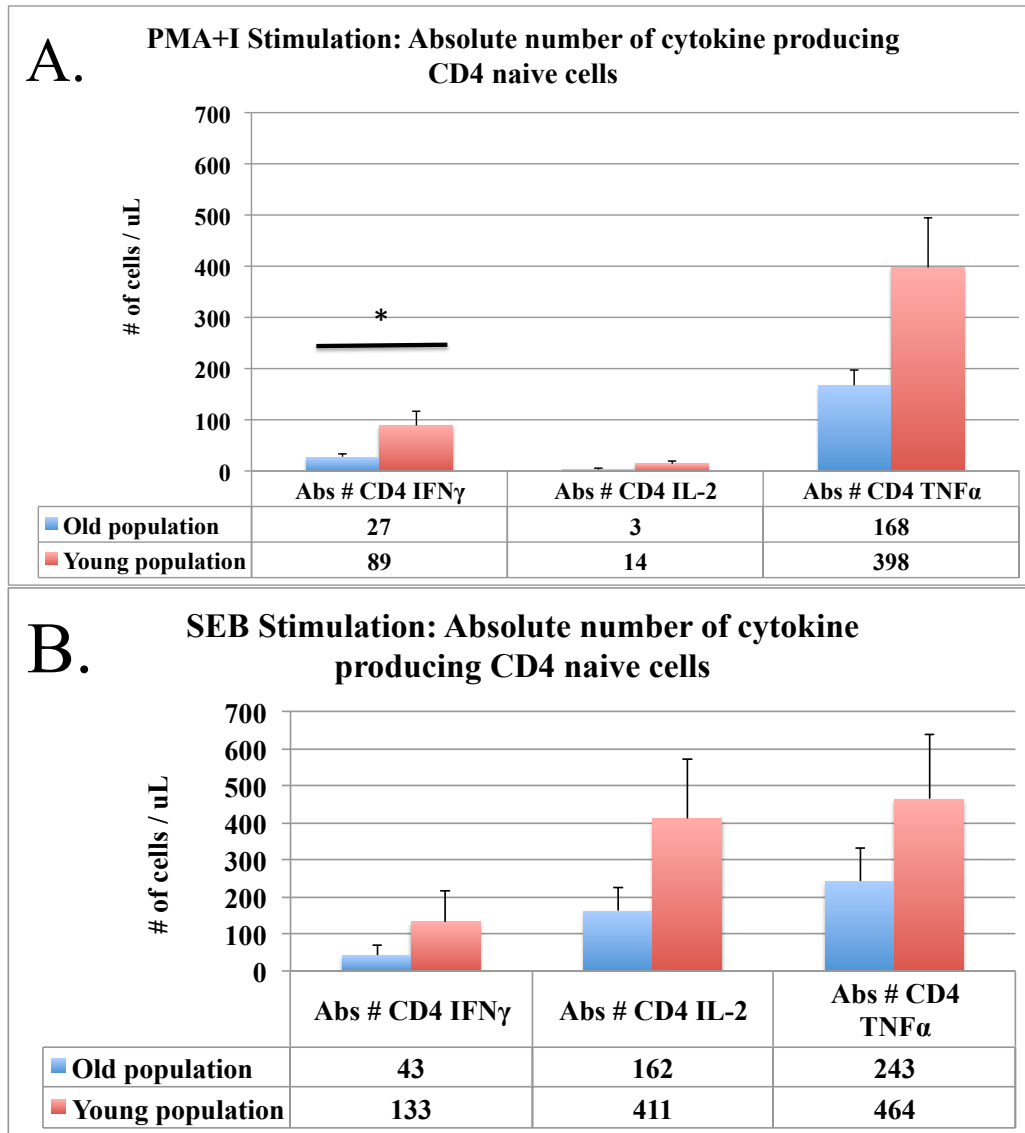 A.
PMA+I Stimulation: Absolute number of cytokine producing
CD4 naive cells
# of cells / uL
700
600
500
400
300
200
100
0
*
Abs # CD4 IFNγ Abs # CD4 IL-2 Abs # CD4 TNFα
Old population 27 3 168
Young population 89 14 398
B.
SEB Stimulation: Absolute number of cytokine
producing CD4 naive cells
# of cells / uL
700
600
500
400
300
200
100
0
Abs # CD4 IFNγ Abs # CD4 IL-2 Abs # CD4
TNFα
Old population 43 162 243
Young population 133 411 464